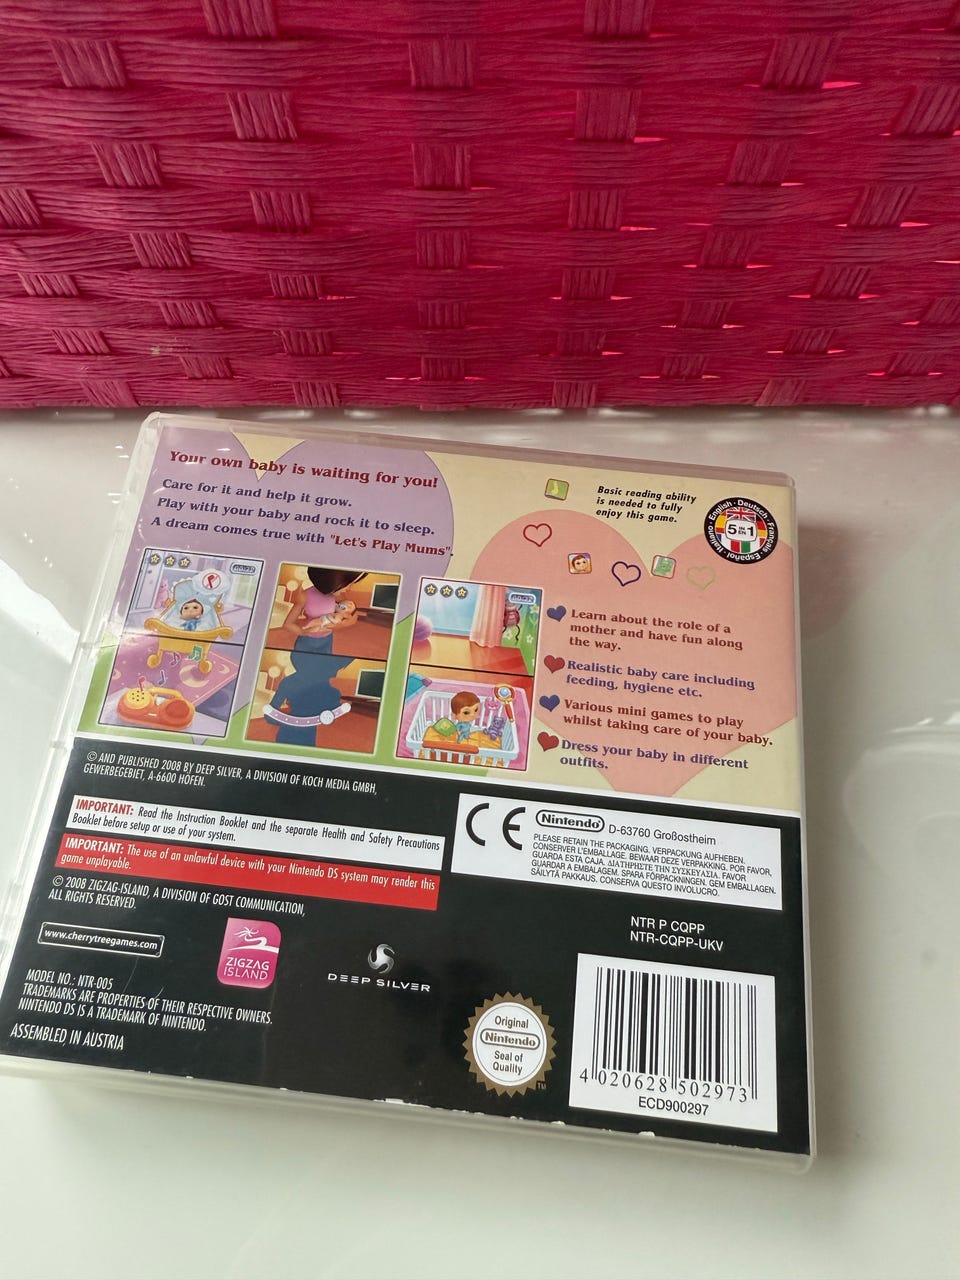 Your own baby is waiting for you!
Care for it and help it grow.
Play with your baby and rock it to sleep.
A dream comes true with "Let's Play Mums".
Basic reading ability
is needed to fully
enjoy this game.
English · Deutsch · Français · Español · Italiano
5 IN EN 1
Learn about the role of a
mother and have fun along
the way.
Realistic baby care including
feeding, hygiene etc.
Various mini games to play
whilst taking care of your baby.
Dress your baby in different
outfits.
© AND PUBLISHED 2008 BY DEEP SILVER, A DIVISION OF KOCH MEDIA GMBH,
GEWERBEGEBIET, A-6600 HÖFEN.
IMPORTANT: Read the Instruction Booklet and the separate Health and Safety Precautions
Booklet before setup or use of your system.
IMPORTANT: The use of an unlawful device with your Nintendo DS system may render this
game unplayable.
© 2008 ZIGZAG-ISLAND, A DIVISION OF GOST COMMUNICATION,
ALL RIGHTS RESERVED.
www.cherrytreegames.com
ZIGZAG
ISLAND
DEEP SILVER
MODEL NO.: NTR-005
TRADEMARKS ARE PROPERTIES OF THEIR RESPECTIVE OWNERS.
NINTENDO DS IS A TRADEMARK OF NINTENDO.
ASSEMBLED IN AUSTRIA
CE
Nintendo D-63760 Großostheim
PLEASE RETAIN THE PACKAGING. VERPACKUNG AUFHEBEN.
CONSERVER L'EMBALLAGE. BEWAAR DEZE VERPAKKING. POR FAVOR,
GUARDA ESTA CAJA. ΔΙΑΤΗΡΗΣΤΕ ΤΗΝ ΣΥΣΚΕΥΑΣΙΑ. FAVOR
GUARDAR A EMBALAGEM. SPARA FÖRPACKNINGEN. GEM EMBALLAGEN.
SÄILYTÄ PAKKAUS. CONSERVA QUESTO INVOLUCRO.
NTR P CQPP
NTR-CQPP-UKV
Original
Nintendo
Seal of
Quality
TM
4 020628 502973
ECD900297